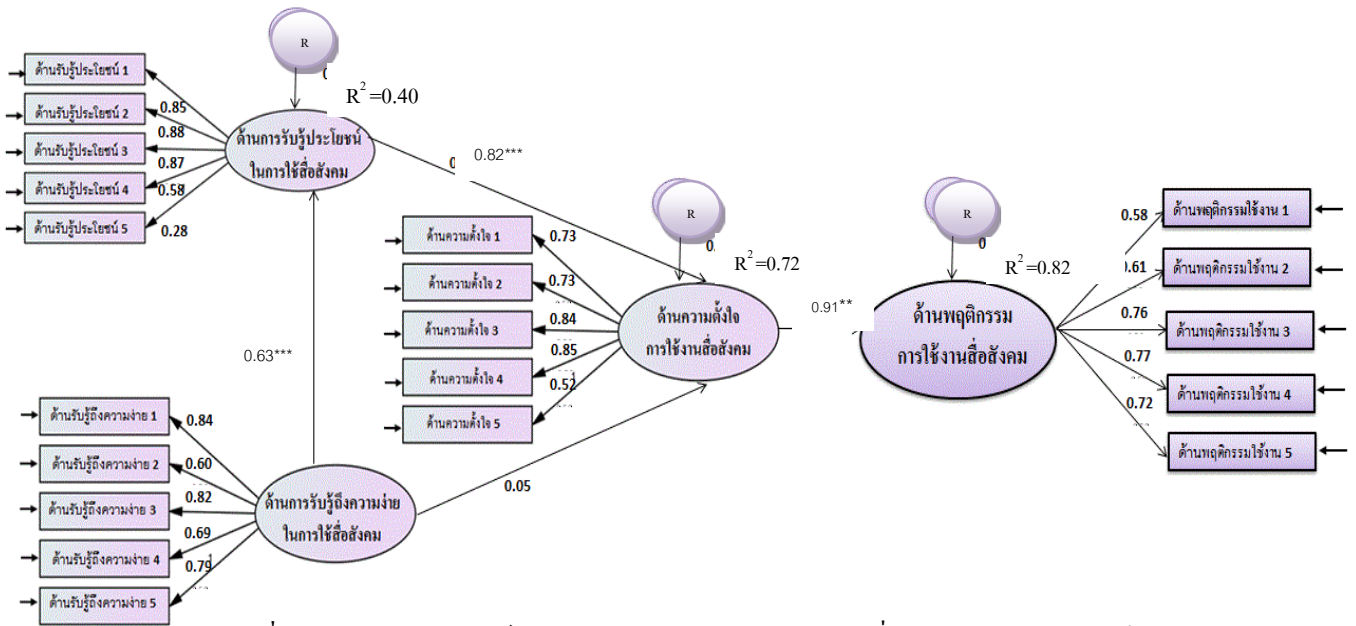 R
R² =0.40
ด้านรับรู้ประโยชน์ 1
ด้านรับรู้ประโยชน์ 2
ด้านรับรู้ประโยชน์ 3
ด้านรับรู้ประโยชน์ 4
ด้านรับรู้ประโยชน์ 5
0.85
0.88
0.87
0.58
0.28
ด้านการรับรู้ประโยชน์
ในการใช้สื่อสังคม
0.82***
0.63***
R
R² =0.72
ด้านความตั้งใจ 1
ด้านความตั้งใจ 2
ด้านความตั้งใจ 3
ด้านความตั้งใจ 4
ด้านความตั้งใจ 5
0.73
0.73
0.84
0.85
0.52
ด้านความตั้งใจ
การใช้งานสื่อสังคม
0.91**
R
R² =0.82
ด้านพฤติกรรม
การใช้งานสื่อสังคม
0.58
0.61
0.76
0.77
0.72
ด้านพฤติกรรมใช้งาน 1
ด้านพฤติกรรมใช้งาน 2
ด้านพฤติกรรมใช้งาน 3
ด้านพฤติกรรมใช้งาน 4
ด้านพฤติกรรมใช้งาน 5
ด้านรับรู้ถึงความง่าย 1
ด้านรับรู้ถึงความง่าย 2
ด้านรับรู้ถึงความง่าย 3
ด้านรับรู้ถึงความง่าย 4
ด้านรับรู้ถึงความง่าย 5
0.84
0.60
0.82
0.69
0.79
ด้านการรับรู้ถึงความง่าย
ในการใช้สื่อสังคม
0.05